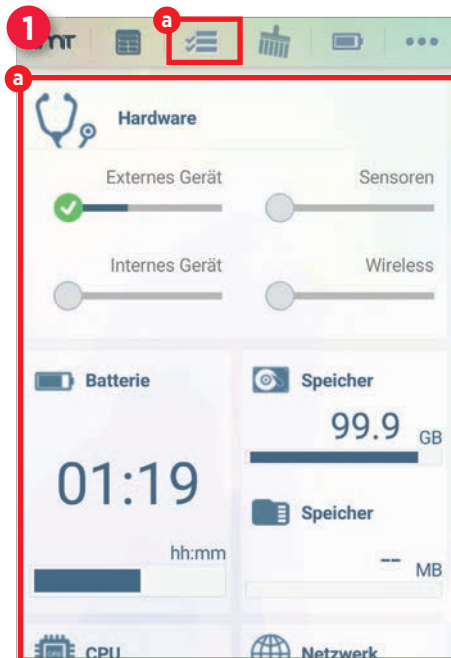 1
a
mT
a
Hardware
Externes Gerät
Sensoren
Internes Gerät
Wireless
Batterie
01:19
hh:mm
Speicher
99.9 GB
Speicher
-- MB
CPU
Netzwerk